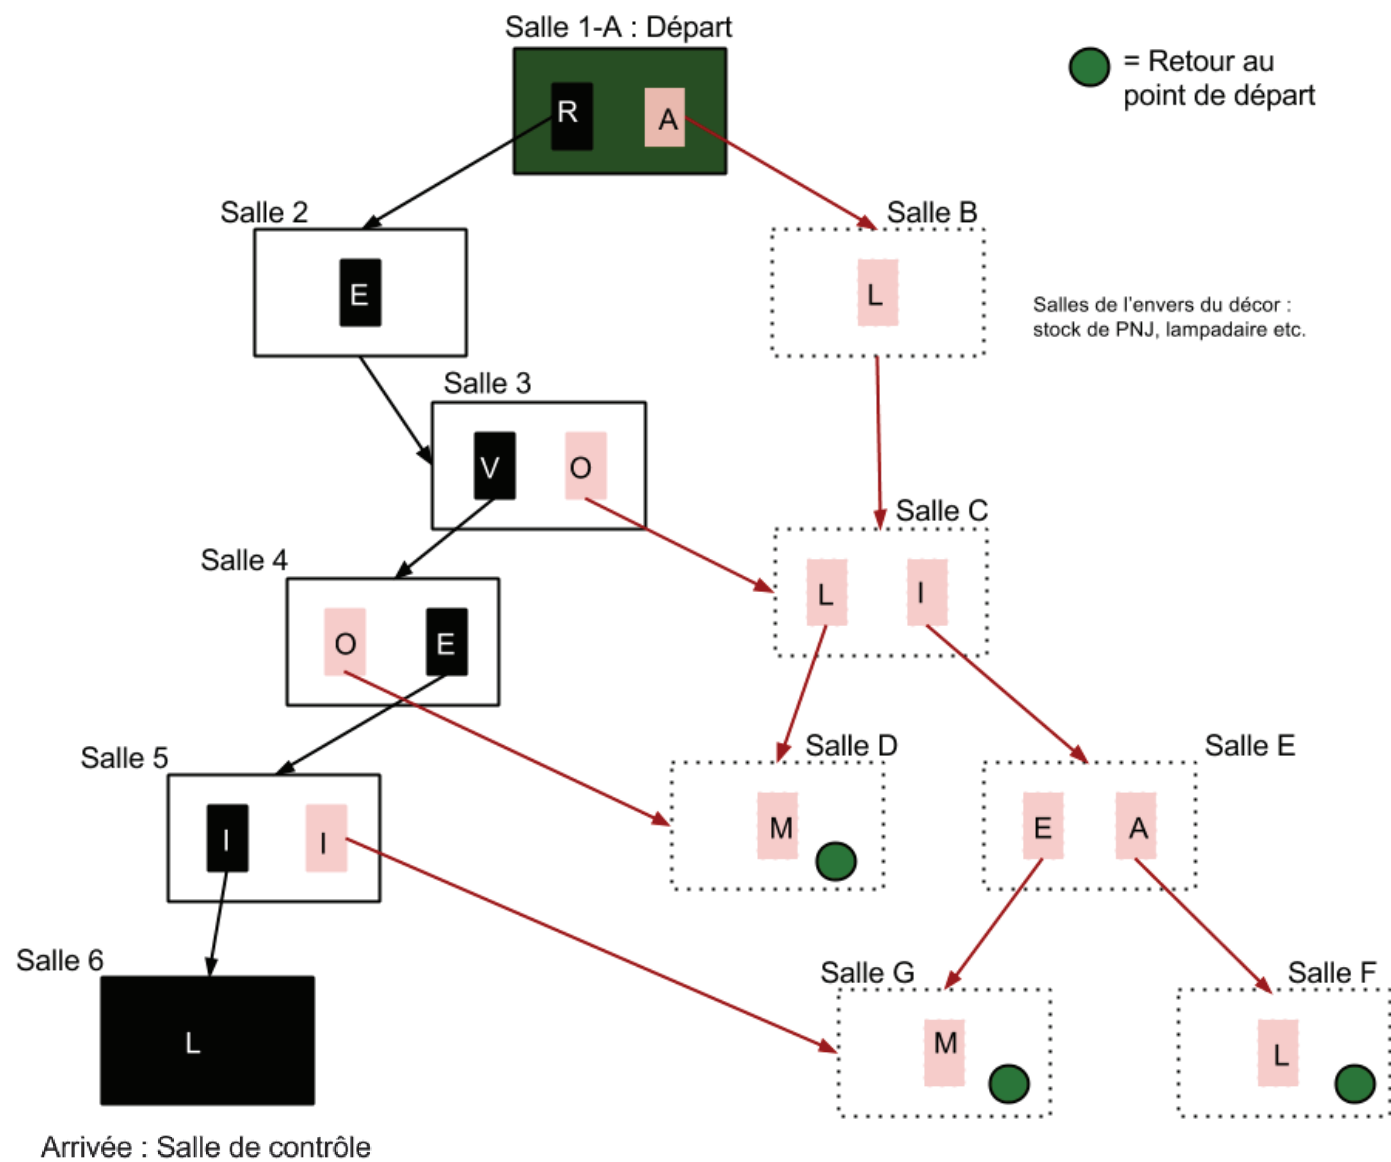 Salle 1-A : Départ
= Retour au
point de départ
R
A
Salle 2
Salle B
E
L
Salles de l'envers du décor :
stock de PNJ, lampadaire etc.
Salle 3
V
O
Salle C
L
I
Salle 4
O
E
Salle D
M
Salle E
E
A
Salle 5
I
I
Salle 6
L
Salle G
M
Salle F
L
Arrivée : Salle de contrôle